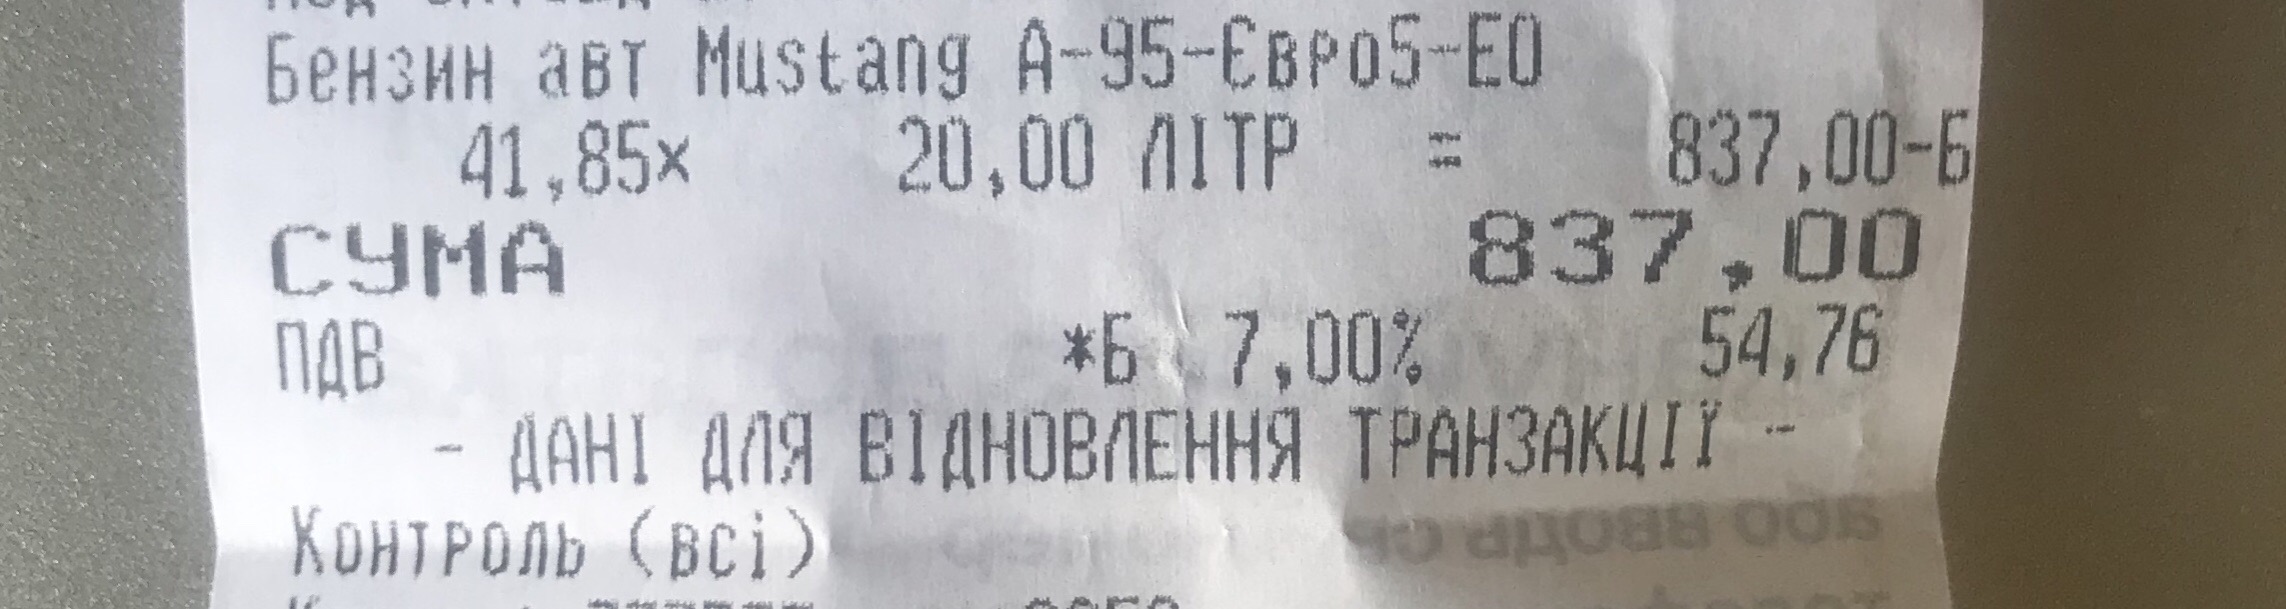 Бензин авт Mustang А-95-Євро5-Е0
41,85× 20,00 ЛІТР = 837,00-Б
СУМА 837,00
ПДВ *Б 7,00% 54,76
- ДАНІ ДЛЯ ВІДНОВЛЕННЯ ТРАНЗАКЦІЇ -
Контроль (всі)